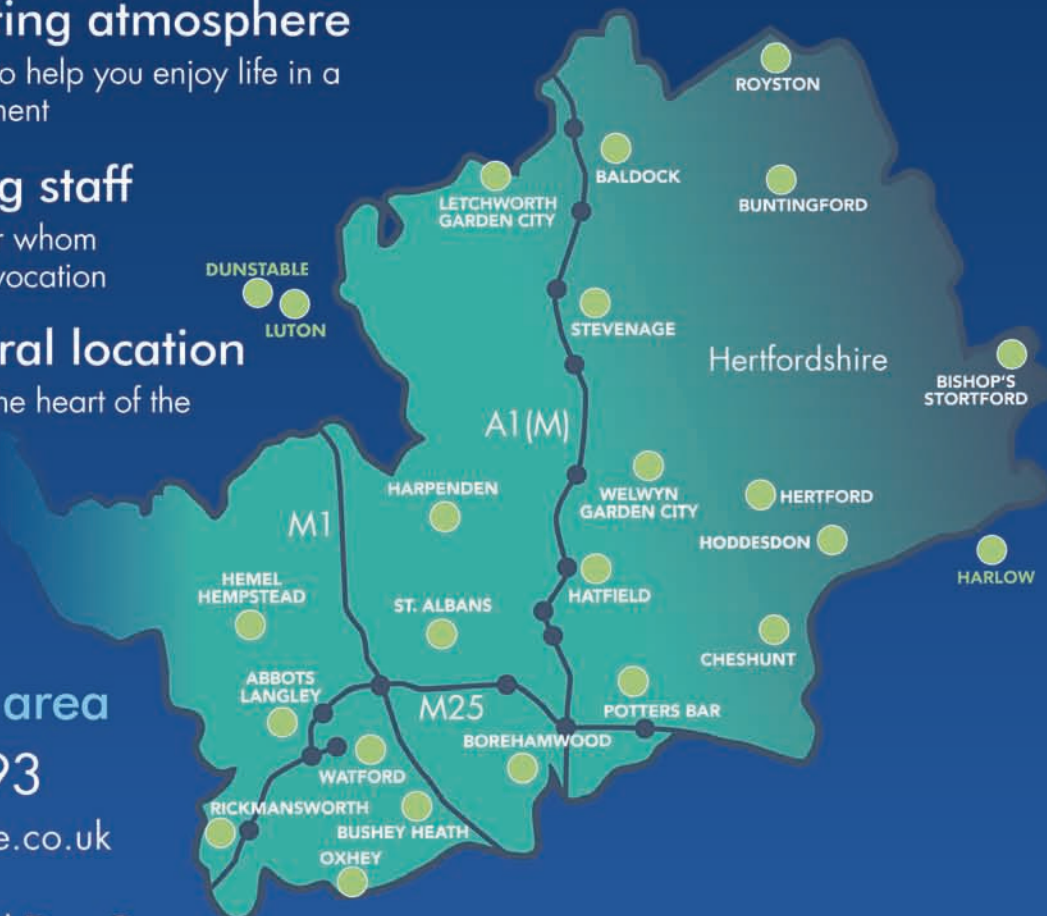 ting atmosphere
o help you enjoy life in a
nent
g staff
r whom
vocation
ral location
ne heart of the
area
93
e.co.uk
ROYSTON
BALDOCK
LETCHWORTH
GARDEN CITY
BUNTINGFORD
DUNSTABLE
LUTON
STEVENAGE
Hertfordshire
BISHOP'S
STORTFORD
A1(M)
HARPENDEN
WELWYN
GARDEN CITY
HERTFORD
M1
HODDESDON
HEMEL
HEMPSTEAD
ST. ALBANS
HATFIELD
HARLOW
CHESHUNT
ABBOTS
LANGLEY
M25
POTTERS BAR
BOREHAMWOOD
WATFORD
RICKMANSWORTH
BUSHEY HEATH
OXHEY